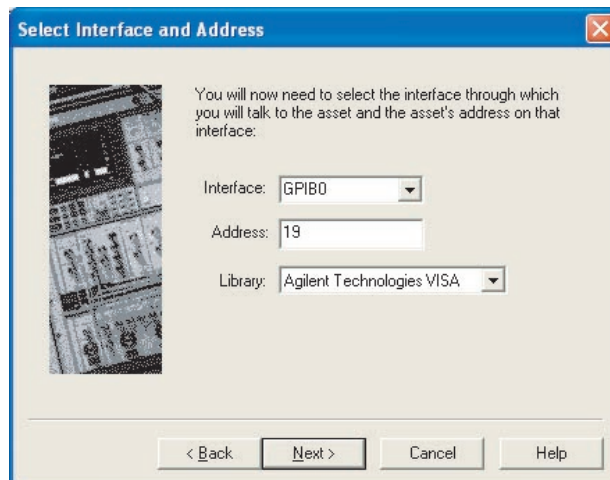 Select Interface and Address
You will now need to select the interface through which
you will talk to the asset and the asset's address on that
interface:
Interface: GPIB0
Address: 19
Library: Agilent Technologies VISA
< Back Next > Cancel Help